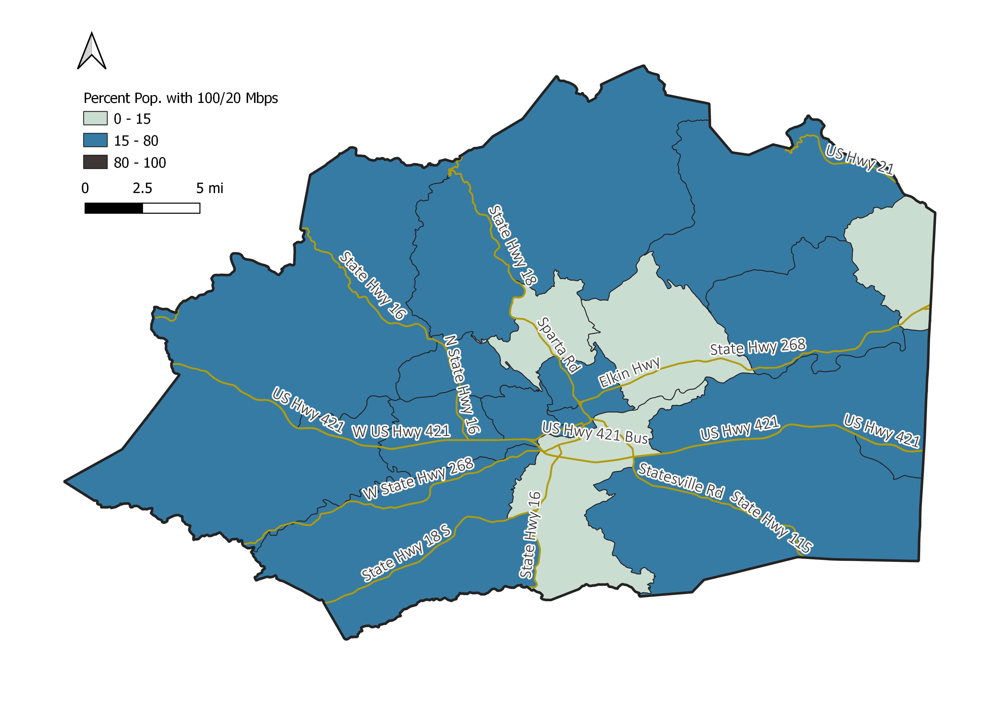 Percent Pop. with 100/20 Mbps
0 - 15
15 - 80
80 - 100
0 2.5 5 mi
US Hwy 21
State Hwy 18
State Hwy 16
Sparta Rd
N State Hwy 16
State Hwy 268
Elkin Hwy
US Hwy 421
W US Hwy 421
US Hwy 421 Bus
US Hwy 421
US Hwy 421
W State Hwy 268
Statesville Rd
State Hwy 115
State Hwy 16
State Hwy 18 S